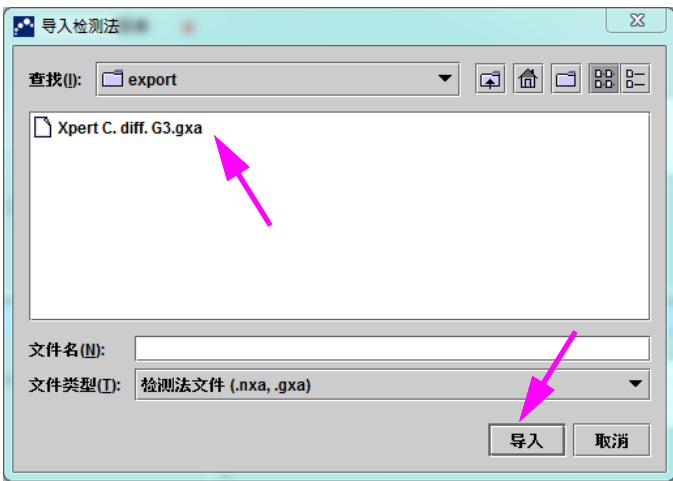 导入检测法
查找(I): export
Xpert C. diff. G3.gxa
文件名(N):
文件类型(T): 检测法文件 (.nxa, .gxa)
导入 取消